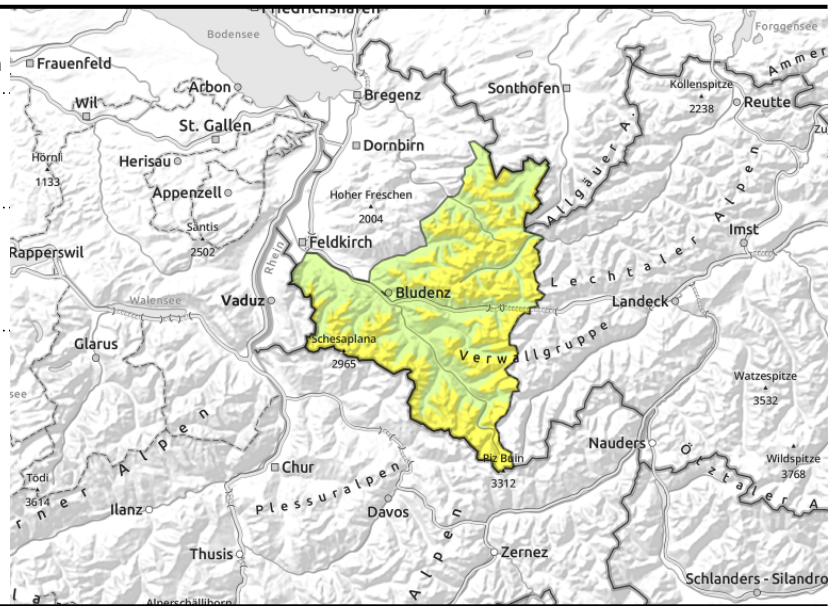 Friedrichshafen
Bodensee
Forggensee
Frauenfeld
Arbon
Bregenz
Sonthofen
Köllenspitze
2238
Reutte
Ammer
Wil
St. Gallen
Dornbirn
Hörnli
1133
Herisau
Appenzell
Hoher Freschen
2004
Allgäuer A.
Säntis
2502
Feldkirch
Imst
Rapperswil
Rhein
Lechtaler Alpen
Walensee
Vaduz
Bludenz
Landeck
Glarus
Schesaplana
2965
Verwallgruppe
Watzespitze
3532
Nauders
Piz Buin
3312
Wildspitze
3768
Ötztaler A
Tödi
3614
rner Alpen
Chur
Plessuralpen
Ilanz
Davos
Thusis
Alpen
Zernez
Schlanders - Silandro
Alperschällihorn